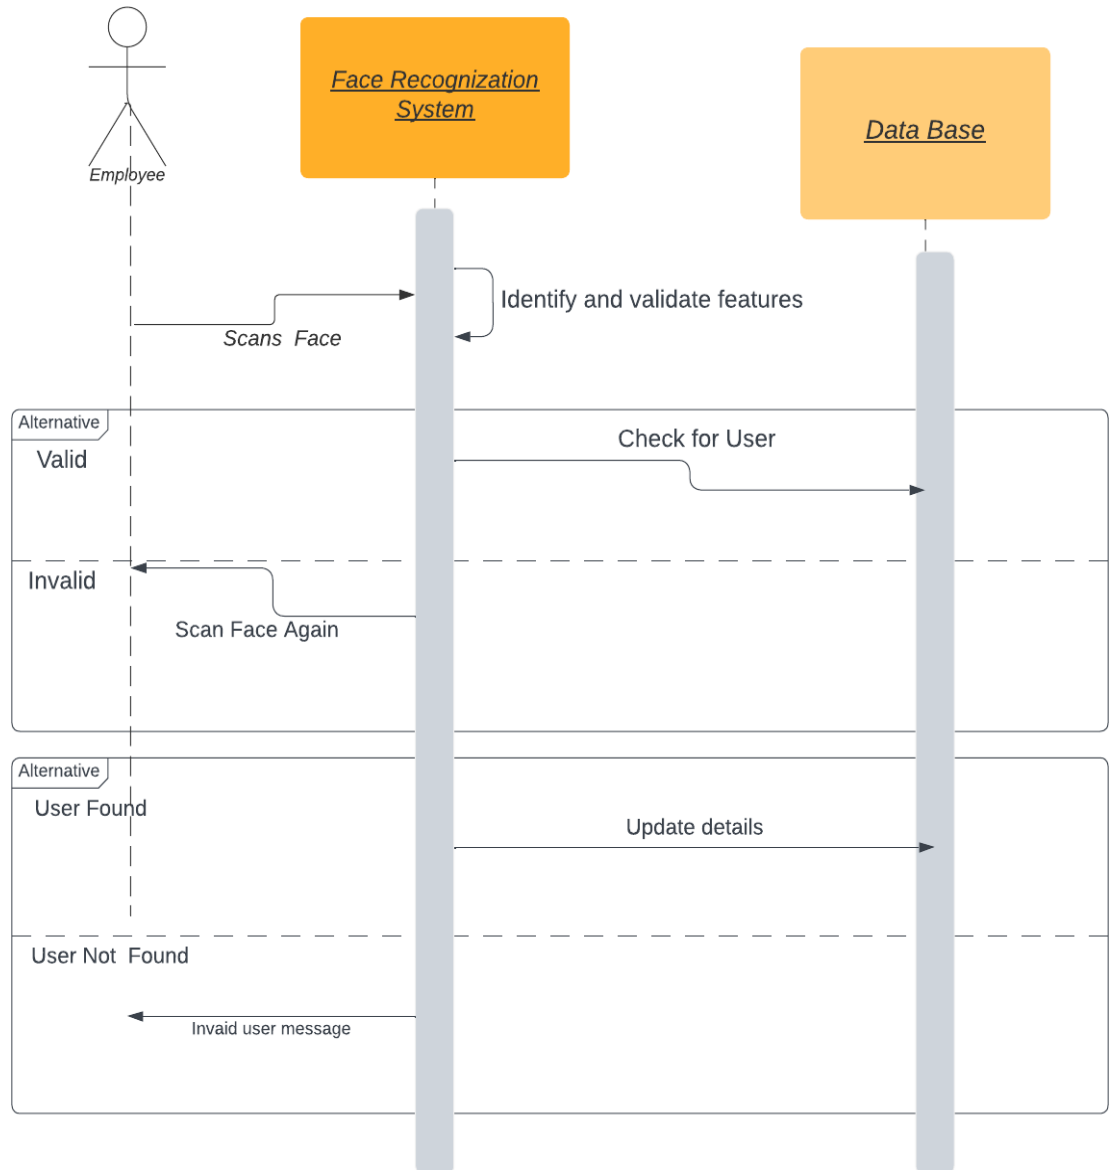 Face Recognization
System
Data Base
Employee
Identify and validate features
Scans  Face
Alternative
Valid
Check for User
Invalid
Scan Face Again
Alternative
User Found
Update details
User Not  Found
Invaid user message